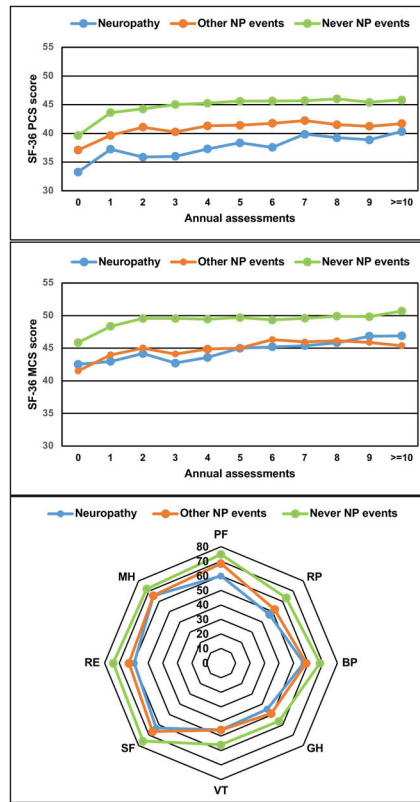 Neuropathy Other NP events Never NP events
55
50
45
40
35
30
SF-36 PCS score
0 1 2 3 4 5 6 7 8 9 >=10
Annual assessments
Neuropathy Other NP events Never NP events
55
50
45
40
35
30
SF-36 MCS score
0 1 2 3 4 5 6 7 8 9 >=10
Annual assessments
Neuropathy Other NP events Never NP events
PF
80
70
60
50
40
30
20
10
0
MH RP
RE BP
SF GH
VT